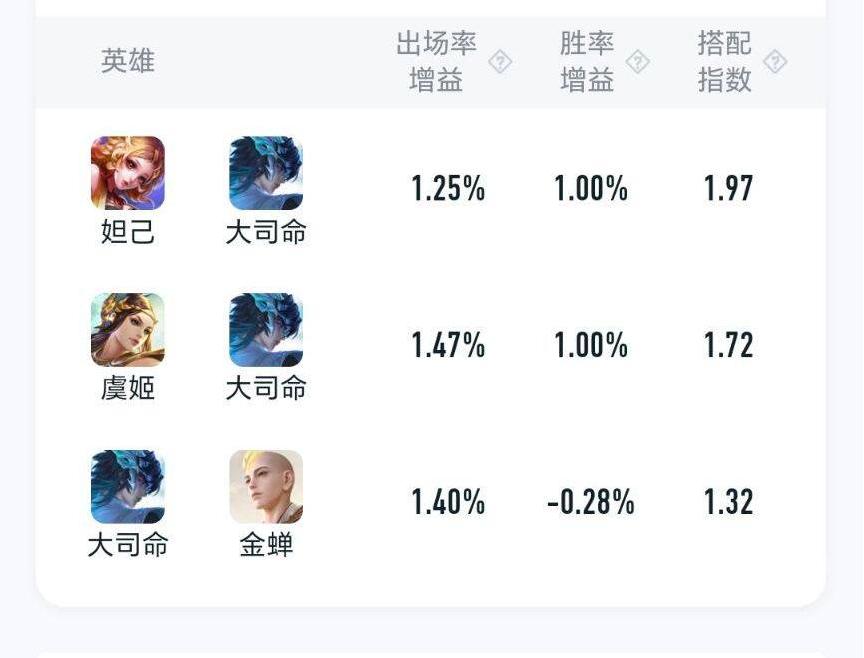 英雄
出场率
增益
胜率
增益
搭配
指数
妲己 大司命 1.25% 1.00% 1.97
虞姬 大司命 1.47% 1.00% 1.72
大司命 金蝉 1.40% -0.28% 1.32